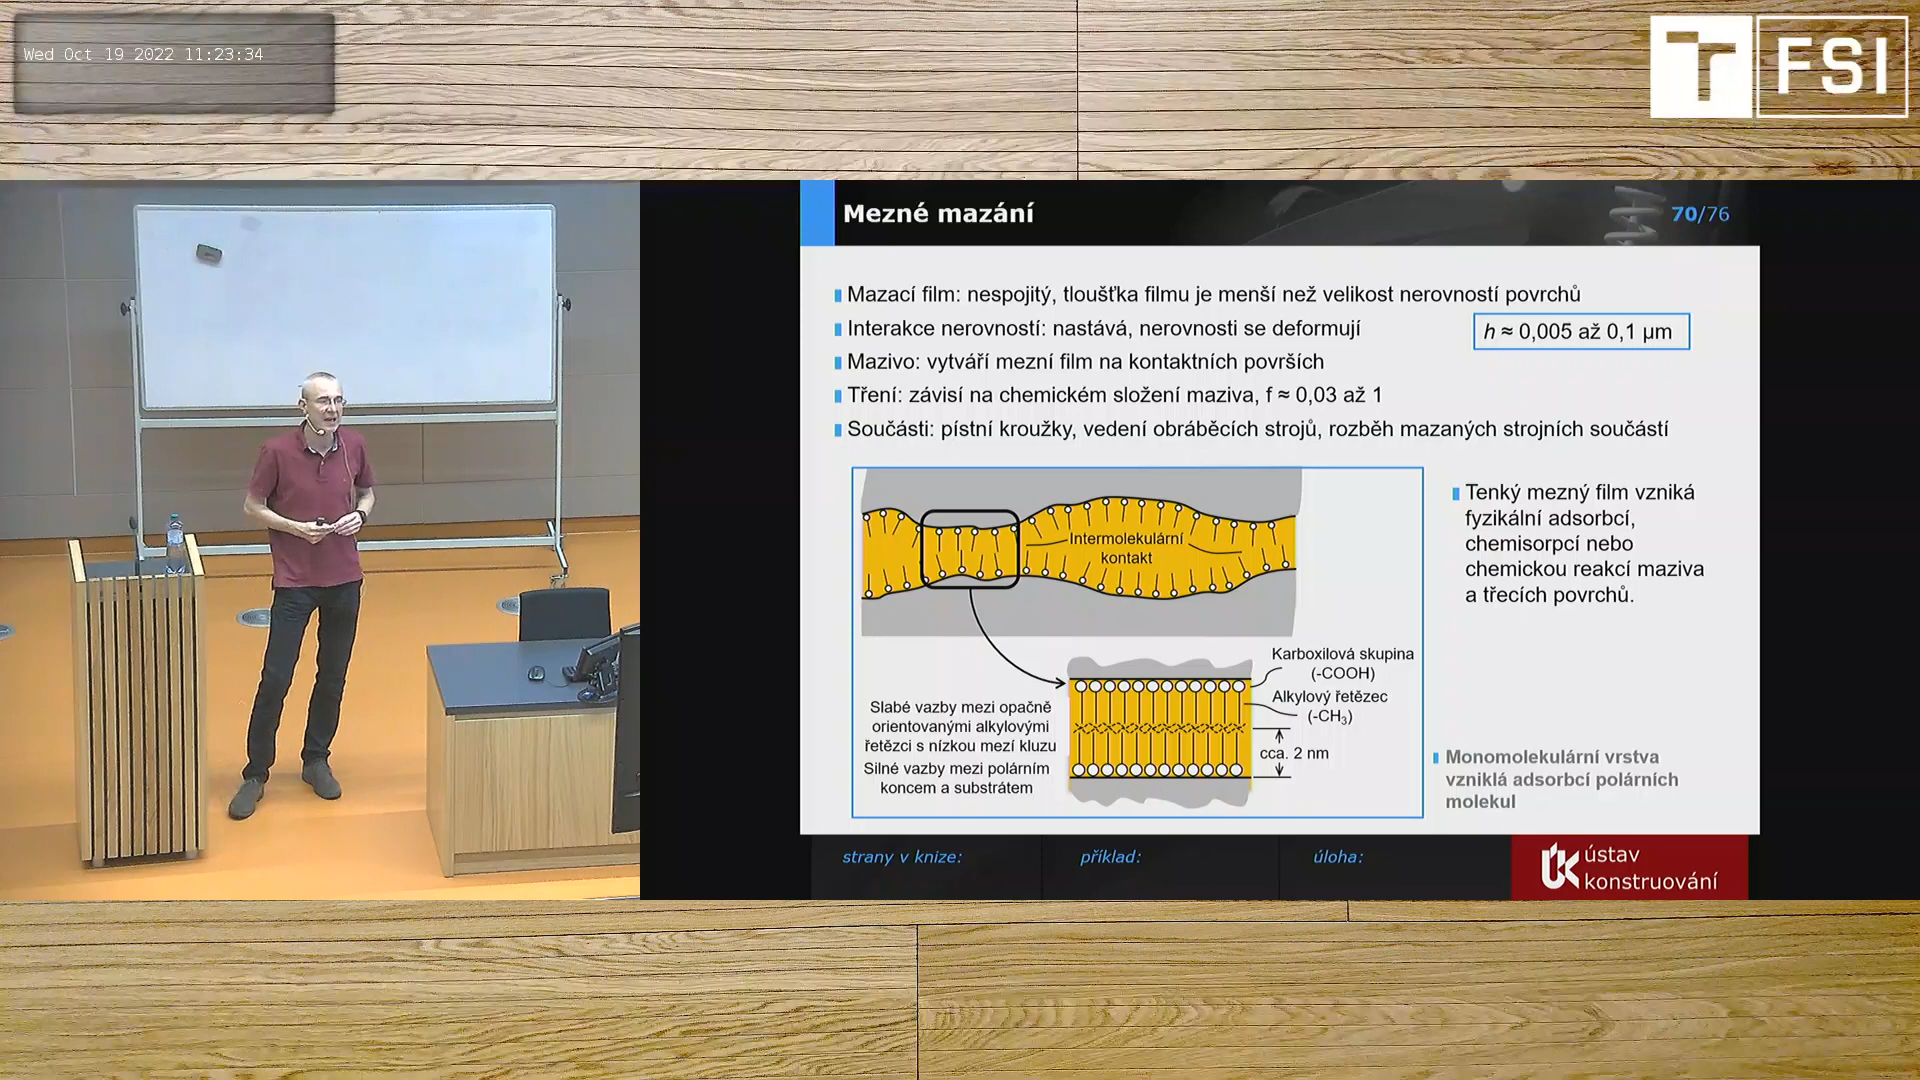 Wed Oct 19 2022 11:23:34
FSI
Mezné mazání
70/76
Mazací film: nespojitý, tloušťka filmu je menší než velikost nerovností povrchů
Interakce nerovností: nastává, nerovnosti se deformují
h ≈ 0,005 až 0,1 µm
Mazivo: vytváří mezní film na kontaktních površích
Tření: závisí na chemickém složení maziva, f ≈ 0,03 až 1
Součásti: pístní kroužky, vedení obráběcích strojů, rozběh mazaných strojních součástí
Intermolekulární
kontakt
Tenký mezný film vzniká
fyzikální adsorbcí,
chemisorpcí nebo
chemickou reakcí maziva
a třecích povrchů.
Karboxilová skupina
(-COOH)
Alkylový řetězec
(-CH₃)
cca. 2 nm
Slabé vazby mezi opačně
orientovanými alkylovými
řetězci s nízkou mezí kluzu
Silné vazby mezi polárním
koncem a substrátem
Monomolekulární vrstva
vzniklá adsorbcí polárních
molekul
strany v knize:
příklad:
úloha:
ústav
konstruování